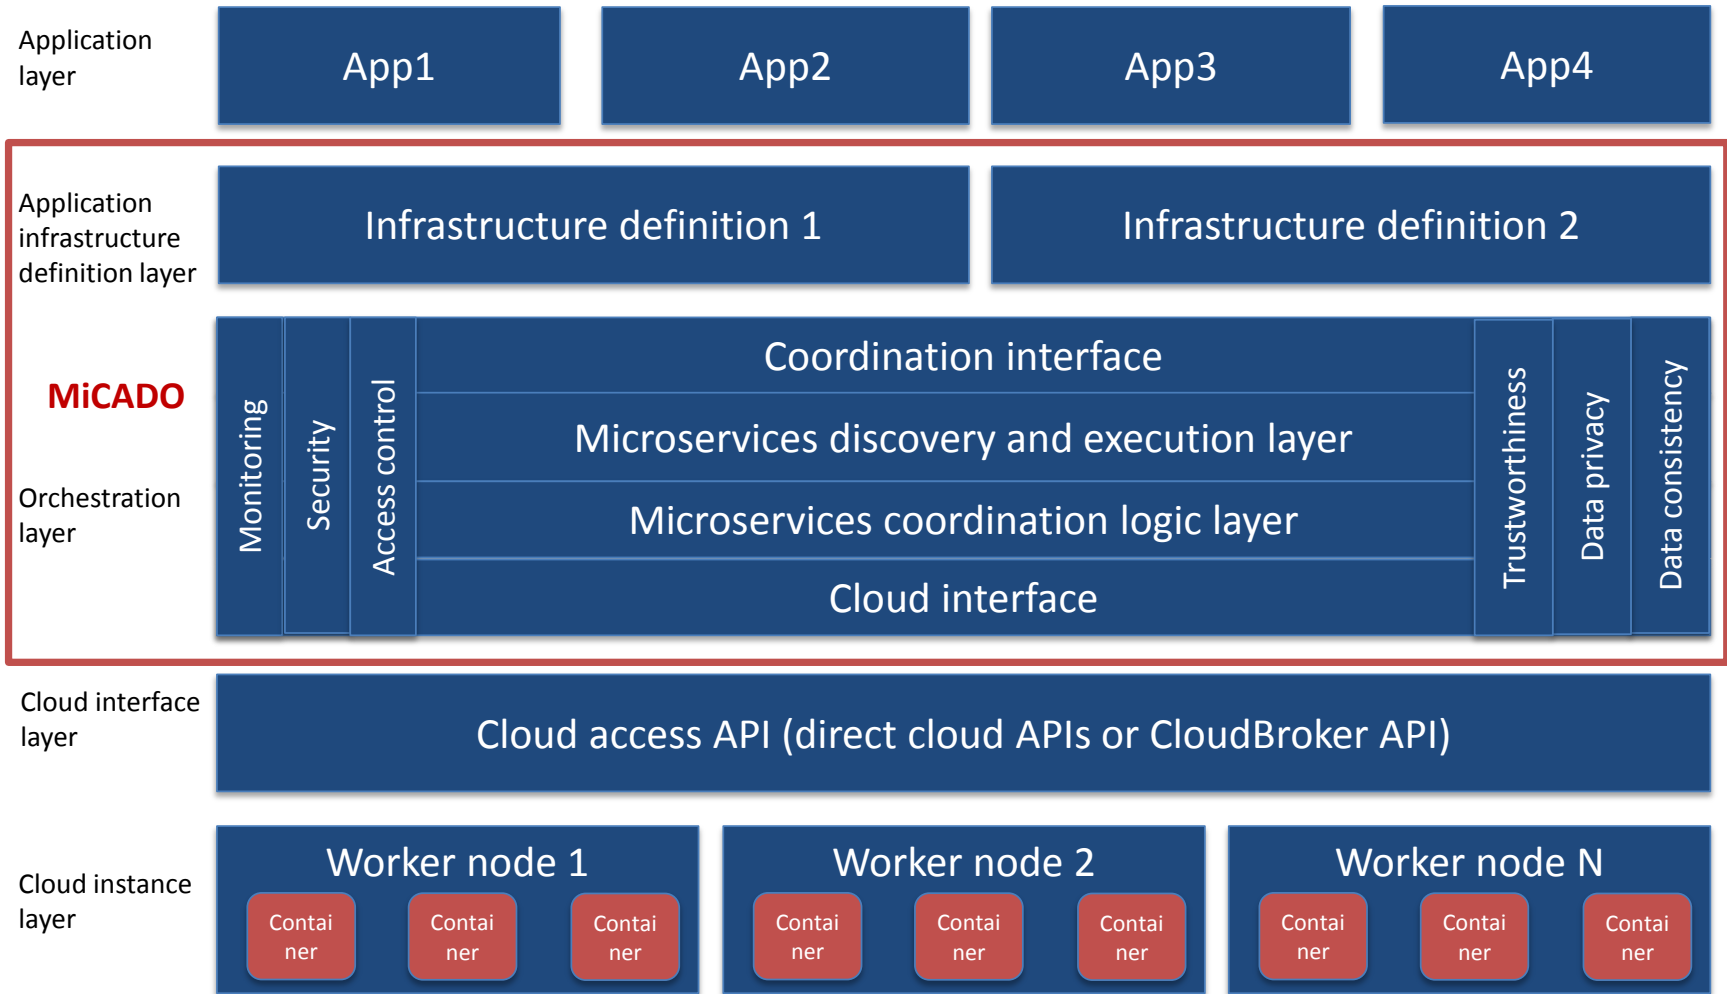 Application
layer
App1
App2
App3
App4
Application
infrastructure
definition layer
Infrastructure definition 1
Infrastructure definition 2
MiCADO
Orchestration
layer
Monitoring
Security
Access control
Coordination interface
Microservices discovery and execution layer
Microservices coordination logic layer
Cloud interface
Trustworthiness
Data privacy
Data consistency
Cloud interface
layer
Cloud access API (direct cloud APIs or CloudBroker API)
Cloud instance
layer
Worker node 1
Contai
ner
Contai
ner
Contai
ner
Worker node 2
Contai
ner
Contai
ner
Contai
ner
Worker node N
Contai
ner
Contai
ner
Contai
ner